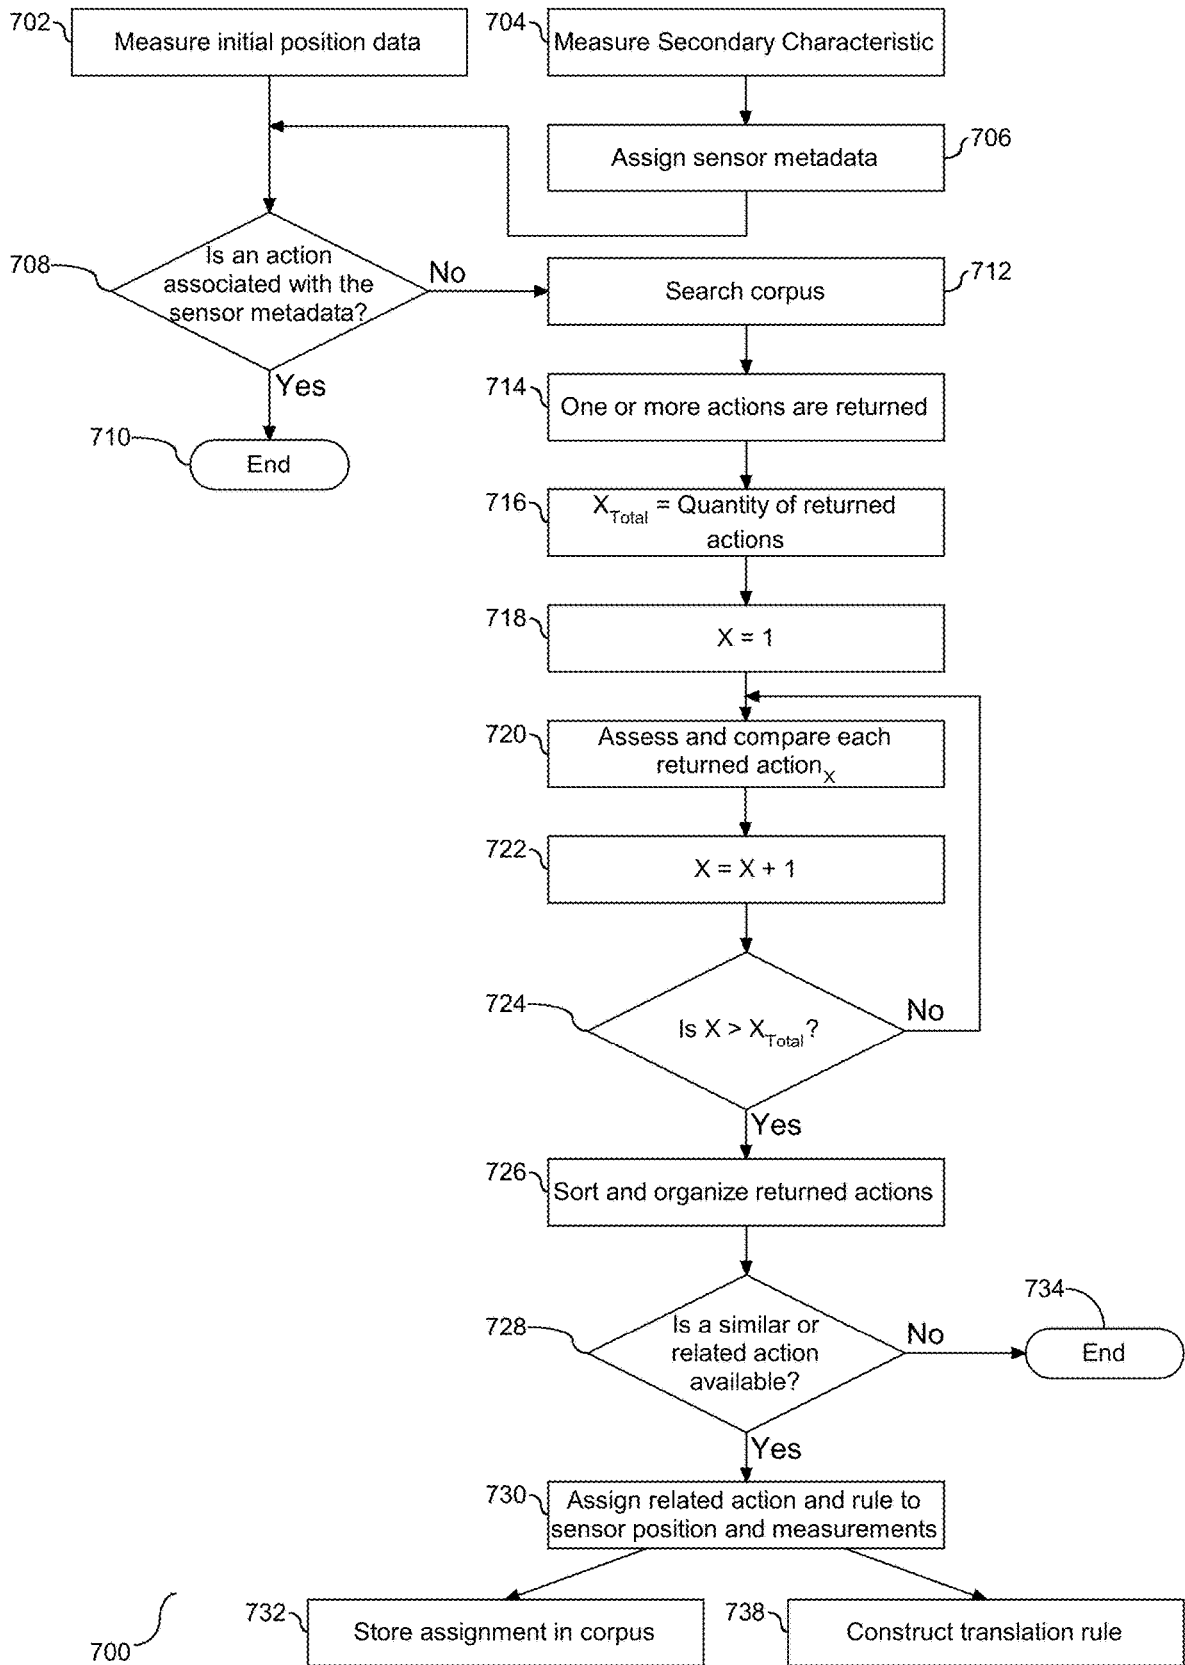 702
Measure initial position data
704
Measure Secondary Characteristic
Assign sensor metadata
706
708
Is an action
associated with the
sensor metadata?
No
Search corpus
712
Yes
714
One or more actions are returned
710
End
716
X_Total = Quantity of returned
actions
718
X = 1
720
Assess and compare each
returned action_X
722
X = X + 1
724
Is X > X_Total?
No
Yes
726
Sort and organize returned actions
734
728
Is a similar or
related action
available?
No
End
Yes
730
Assign related action and rule to
sensor position and measurements
700
732
Store assignment in corpus
738
Construct translation rule